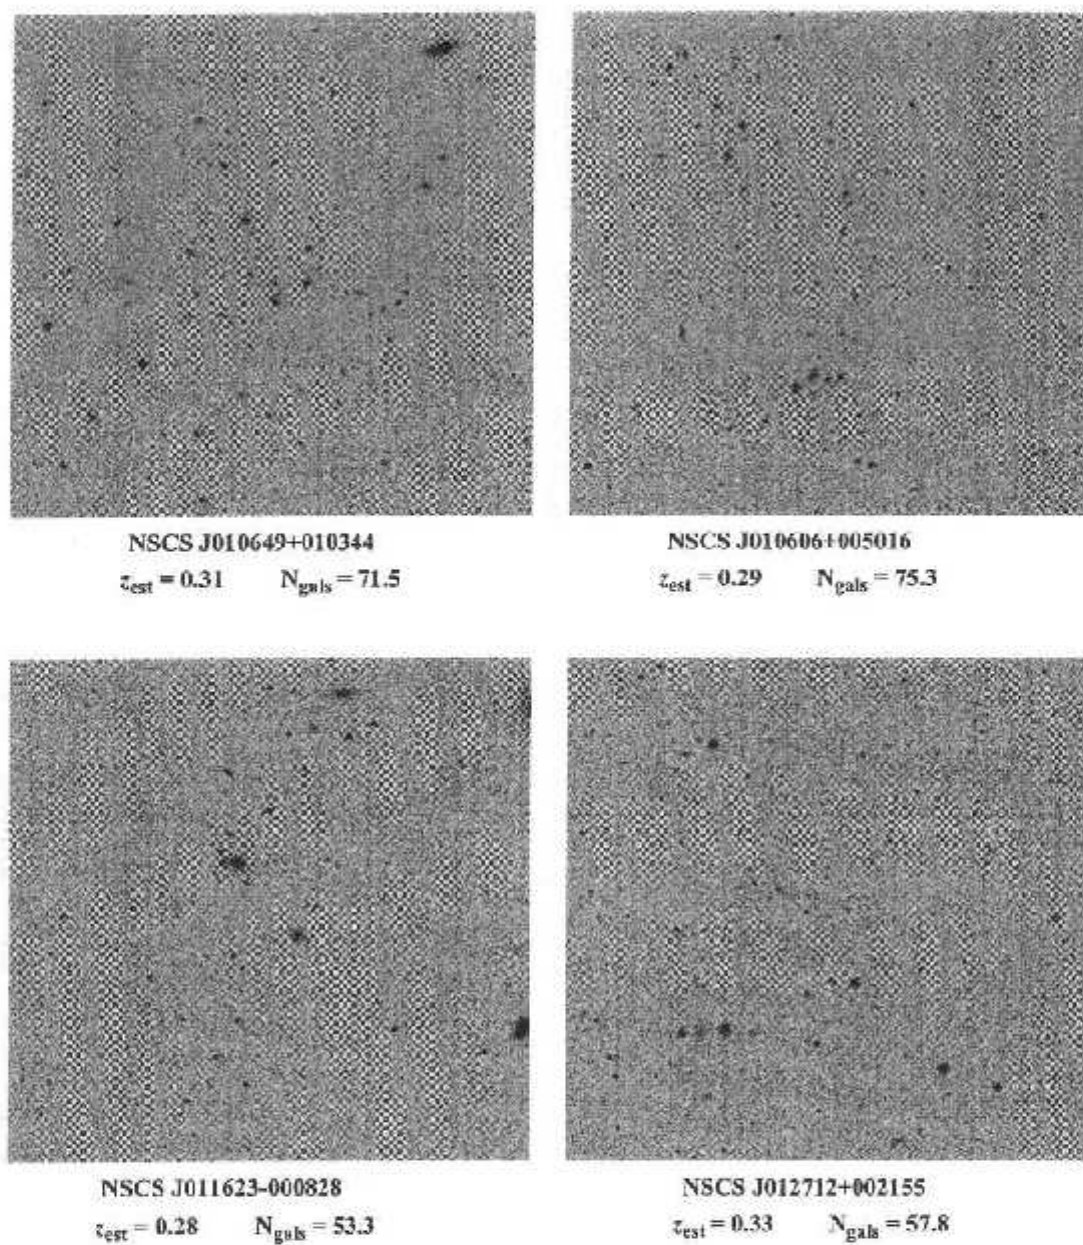 NSCS J010649+010344
z_est = 0.31 N_gals = 71.5
NSCS J010606+005016
z_est = 0.29 N_gals = 75.3
NSCS J011623-000828
z_est = 0.28 N_gals = 53.3
NSCS J012712+002155
z_est = 0.33 N_gals = 57.8